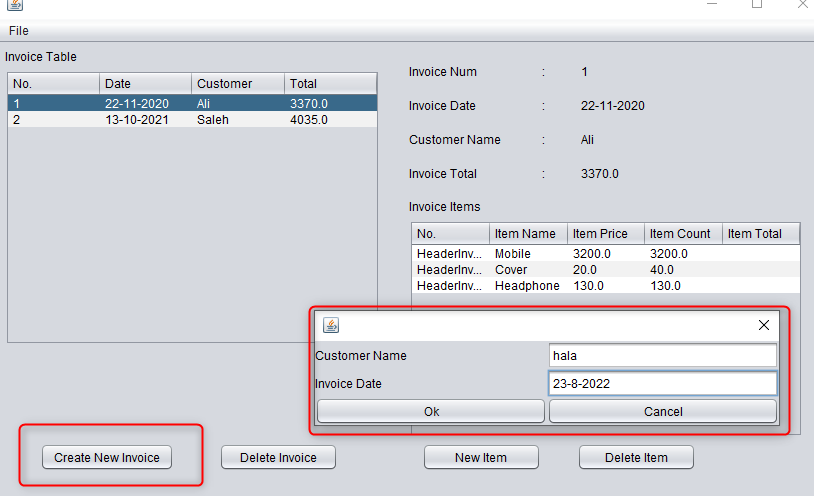 File
Invoice Table
No. Date Customer Total
1 22-11-2020 Ali 3370.0
2 13-10-2021 Saleh 4035.0
Invoice Num : 1
Invoice Date : 22-11-2020
Customer Name : Ali
Invoice Total : 3370.0
Invoice Items
No. Item Name Item Price Item Count Item Total
HeaderInv... Mobile 3200.0 3200.0
HeaderInv... Cover 20.0 40.0
HeaderInv... Headphone 130.0 130.0
Customer Name hala
Invoice Date 23-8-2022
Ok Cancel
Create New Invoice Delete Invoice New Item Delete Item